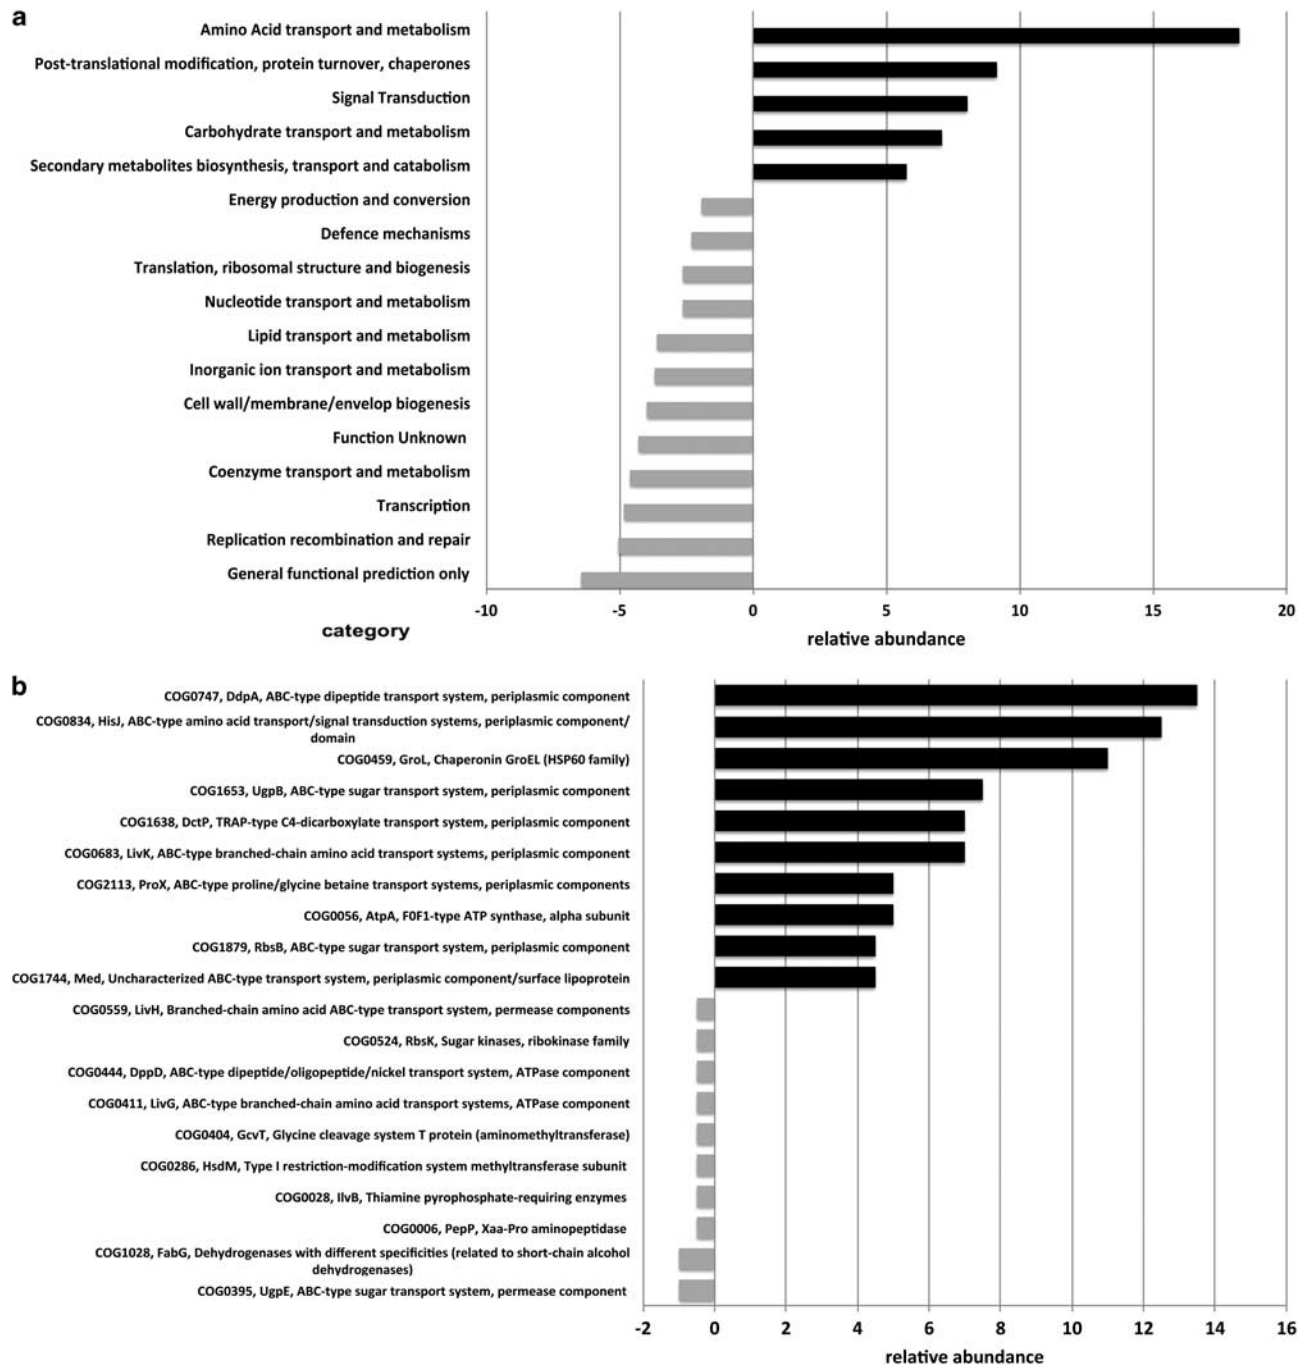 a
Amino Acid transport and metabolism
Post-translational modification, protein turnover, chaperones
Signal Transduction
Carbohydrate transport and metabolism
Secondary metabolites biosynthesis, transport and catabolism
Energy production and conversion
Defence mechanisms
Translation, ribosomal structure and biogenesis
Nucleotide transport and metabolism
Lipid transport and metabolism
Inorganic ion transport and metabolism
Cell wall/membrane/envelop biogenesis
Function Unknown
Coenzyme transport and metabolism
Transcription
Replication recombination and repair
General functional prediction only
-10 -5 0 5 10 15 20
category
relative abundance
b
COG0747, DdpA, ABC-type dipeptide transport system, periplasmic component
COG0834, HisJ, ABC-type amino acid transport/signal transduction systems, periplasmic component/
domain
COG0459, GroL, Chaperonin GroEL (HSP60 family)
COG1653, UgpB, ABC-type sugar transport system, periplasmic component
COG1638, DctP, TRAP-type C4-dicarboxylate transport system, periplasmic component
COG0683, LivK, ABC-type branched-chain amino acid transport systems, periplasmic component
COG2113, ProX, ABC-type proline/glycine betaine transport systems, periplasmic components
COG0056, AtpA, F0F1-type ATP synthase, alpha subunit
COG1879, RbsB, ABC-type sugar transport system, periplasmic component
COG1744, Med, Uncharacterized ABC-type transport system, periplasmic component/surface lipoprotein
COG0559, LivH, Branched-chain amino acid ABC-type transport system, permease components
COG0524, RbsK, Sugar kinases, ribokinase family
COG0444, DppD, ABC-type dipeptide/oligopeptide/nickel transport system, ATPase component
COG0411, LivG, ABC-type branched-chain amino acid transport systems, ATPase component
COG0404, GcvT, Glycine cleavage system T protein (aminomethyltransferase)
COG0286, HsdM, Type I restriction-modification system methyltransferase subunit
COG0028, IlvB, Thiamine pyrophosphate-requiring enzymes
COG0006, PepP, Xaa-Pro aminopeptidase
COG1028, FabG, Dehydrogenases with different specificities (related to short-chain alcohol
dehydrogenases)
COG0395, UgpE, ABC-type sugar transport system, permease component
-2 0 2 4 6 8 10 12 14 16
relative abundance